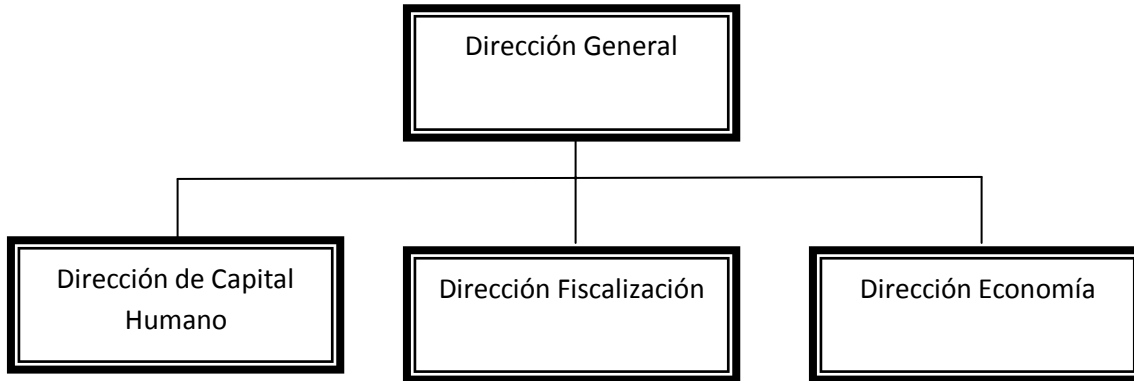 Dirección General
Dirección de Capital
Humano
Dirección Fiscalización
Dirección Economía